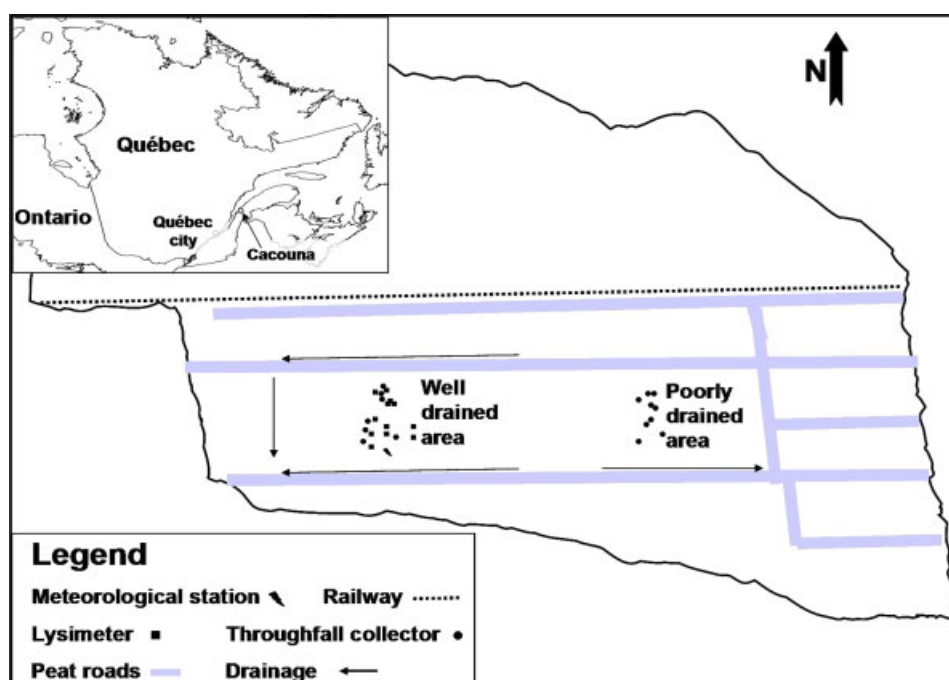 N
Québec
Ontario
Québec
city
Cacouna
Well
drained
area
Poorly
drained
area
Legend
Meteorological station Railway
Lysimeter Throughfall collector
Peat roads Drainage